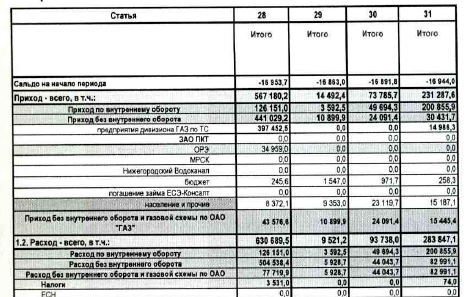 Статья 28 29 30 31
Итого Итого Итого Итого
Сальдо на начало периода -16 953,7 -16 863,0 -16 891,8 -16 944,0
Приход - всего, в т.ч.: 567 180,2 14 492,4 73 785,7 231 287,6
Приход по внутреннему обороту 126 151,0 3 592,5 49 694,3 200 855,9
Приход без внутреннего оборота 441 029,2 10 899,9 24 091,4 30 431,7
предприятия дивизиона ГАЗ по ТС 397 452,5 0,0 0,0 14 986,3
ЗАО ПКТ 0,0 0,0 0,0
ОРЭ 34 959,0 0,0 0,0 0,0
МРСК 0,0 0,0 0,0
Нижегородский Водоканал 0,0 0,0 0,0
бюджет 245,6 1 547,0 971,7 258,3
погашение займа ЕСЭ-Консалт 0,0 0,0 0,0
население и прочие 8 372,1 9 353,0 23 119,7 15 187,1
Приход без внутреннего оборота и газовой схемы по ОАО
"ГАЗ" 43 576,6 10 899,9 24 091,4 15 445,4
1.2. Расход - всего, в т.ч.: 630 689,5 9 521,2 93 738,0 283 847,1
Расход по внутреннему обороту 126 151,0 3 592,5 49 694,3 200 855,9
Расход без внутреннего оборота 504 538,4 5 928,7 44 043,7 82 991,1
Расход без внутреннего оборота и газовой схемы по ОАО 77 719,9 5 928,7 44 043,7 82 991,1
Налоги 3 531,0 0,0 0,0 74,0
ЕСН 0,0 0,0 0,0 0,0